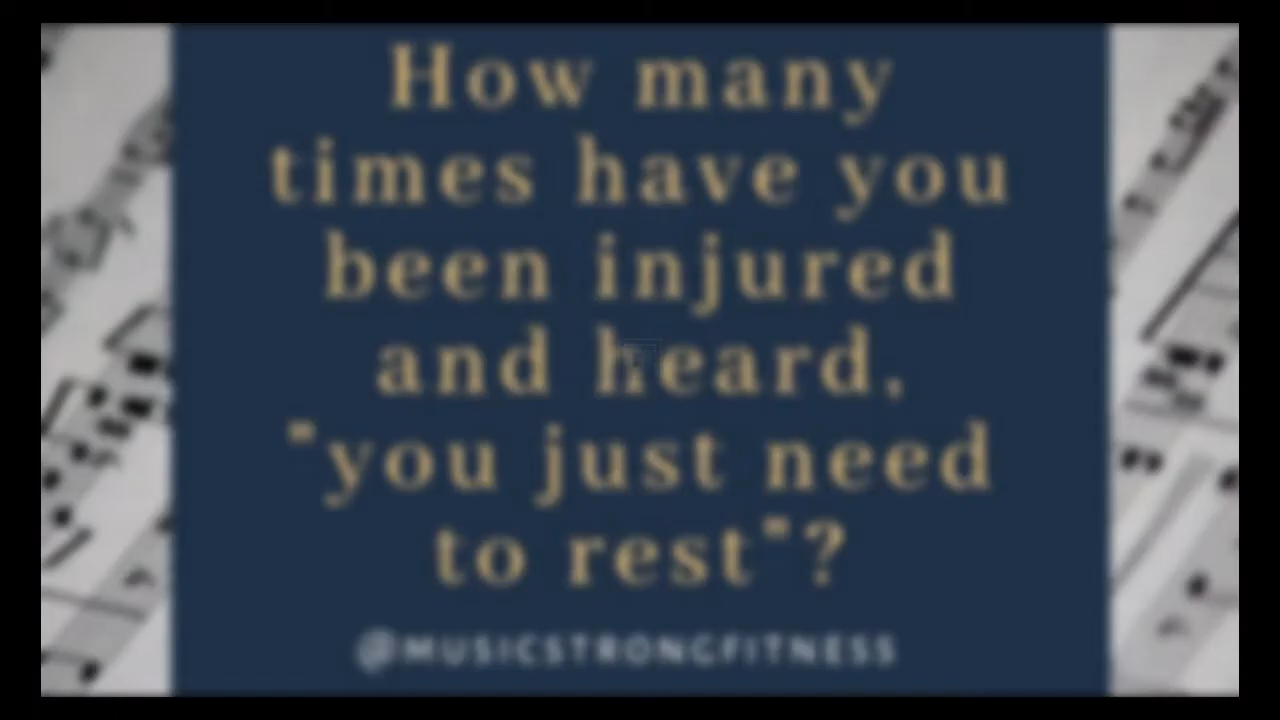 How many
times have you
been injured
and heard,
"you just need
to rest"?
@MUSICSTRONGFITNESS